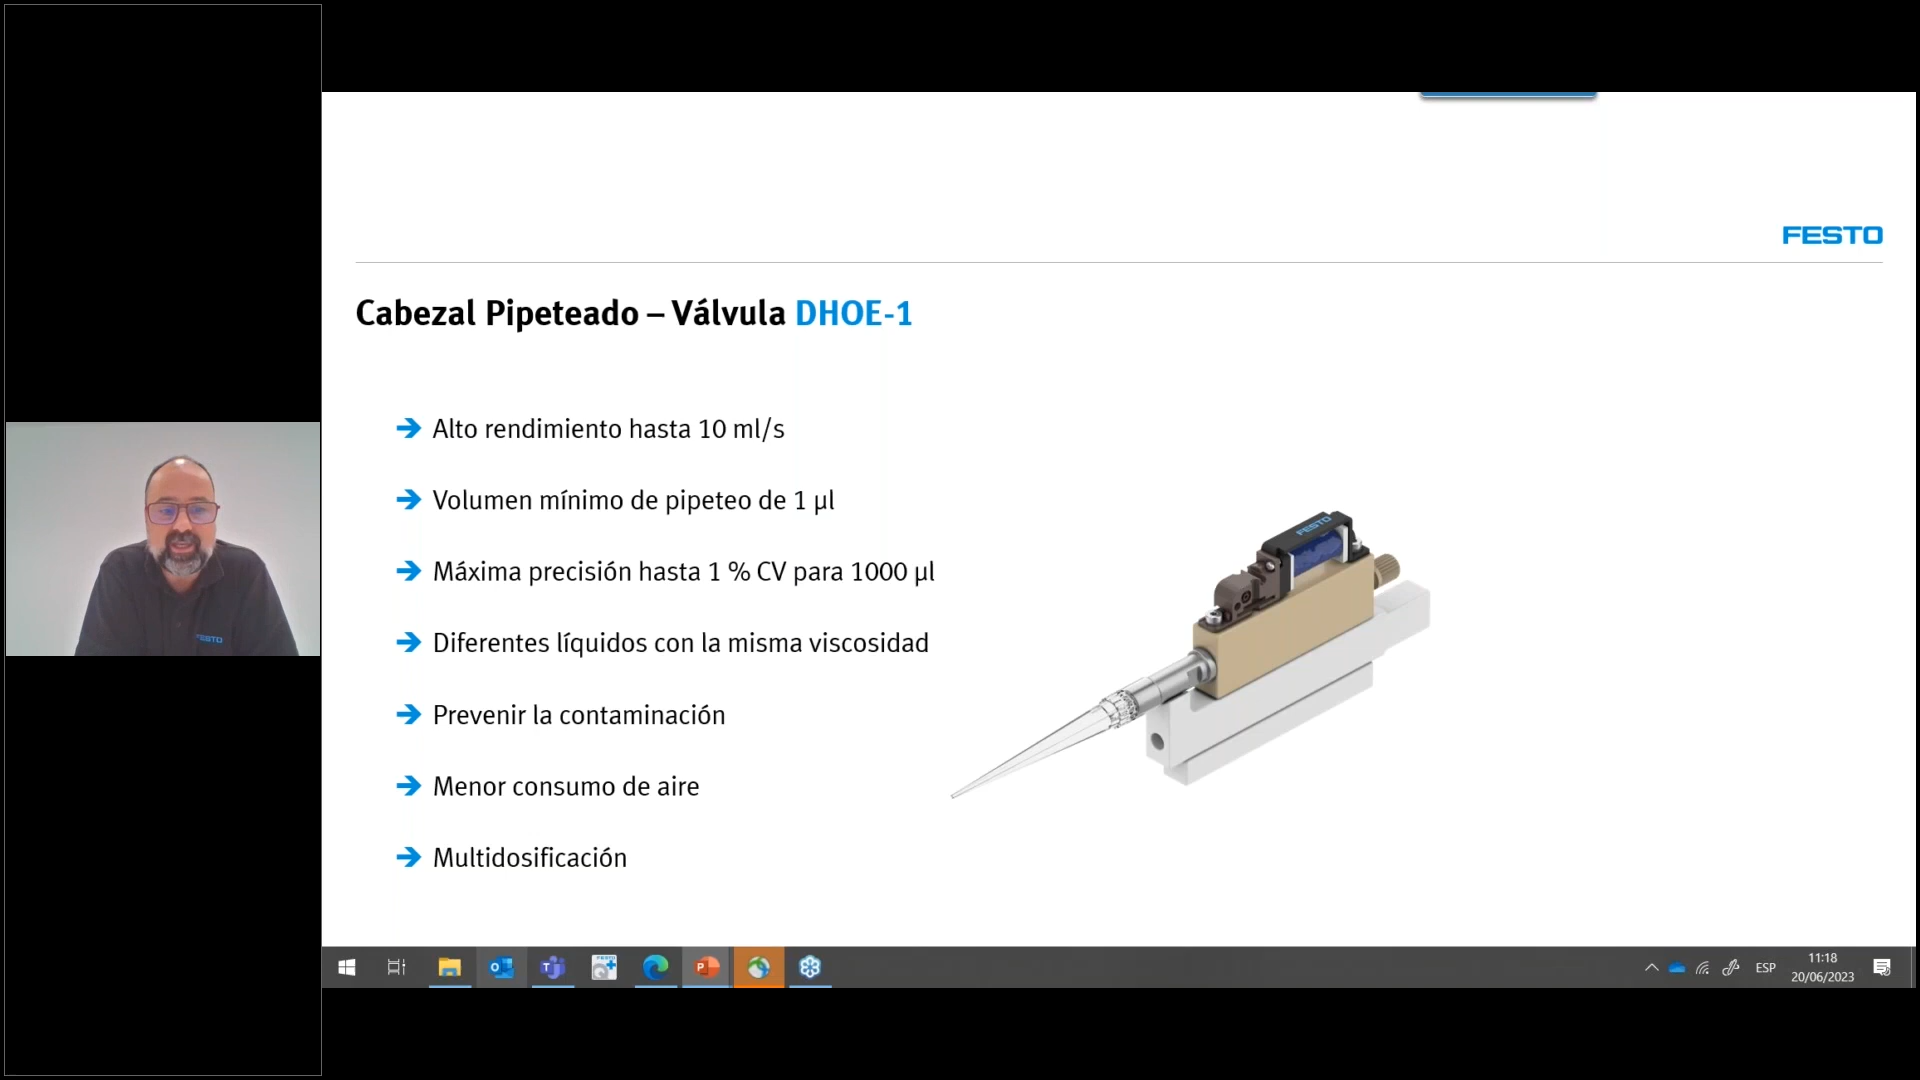 FESTO
Cabezal Pipeteado – Válvula DHOE-1
Alto rendimiento hasta 10 ml/s
Volumen mínimo de pipeteo de 1 µl
Máxima precisión hasta 1 % CV para 1000 µl
Diferentes líquidos con la misma viscosidad
Prevenir la contaminación
Menor consumo de aire
Multidosificación
FESTO
FESTO
ESP
11:18
20/06/2023